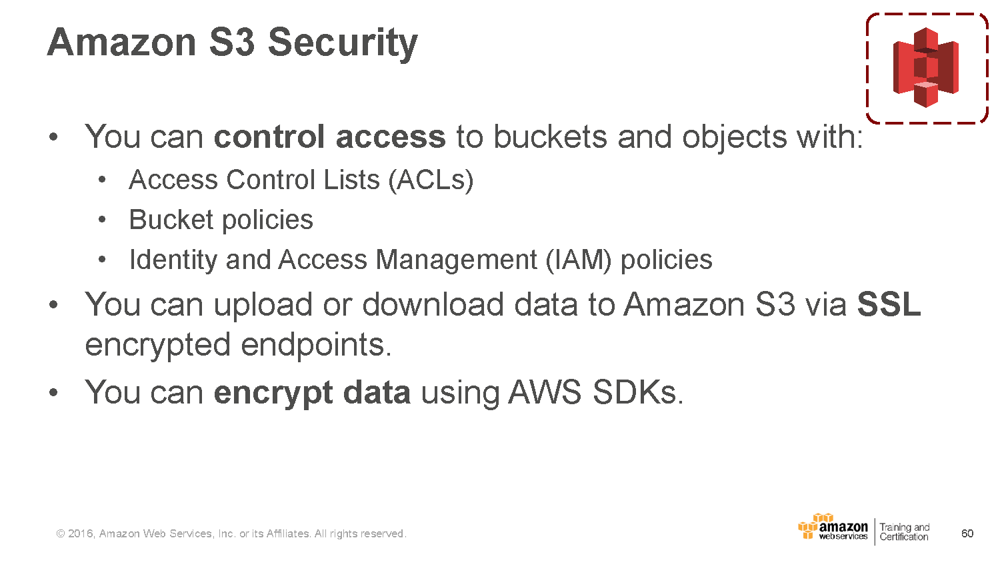 Amazon S3 Security
• You can control access to buckets and objects with:
• Access Control Lists (ACLs)
• Bucket policies
• Identity and Access Management (IAM) policies
• You can upload or download data to Amazon S3 via SSL
encrypted endpoints.
• You can encrypt data using AWS SDKs.
© 2016, Amazon Web Services, Inc. or its Affiliates. All rights reserved.
amazon
web services
Training and
Certification
60